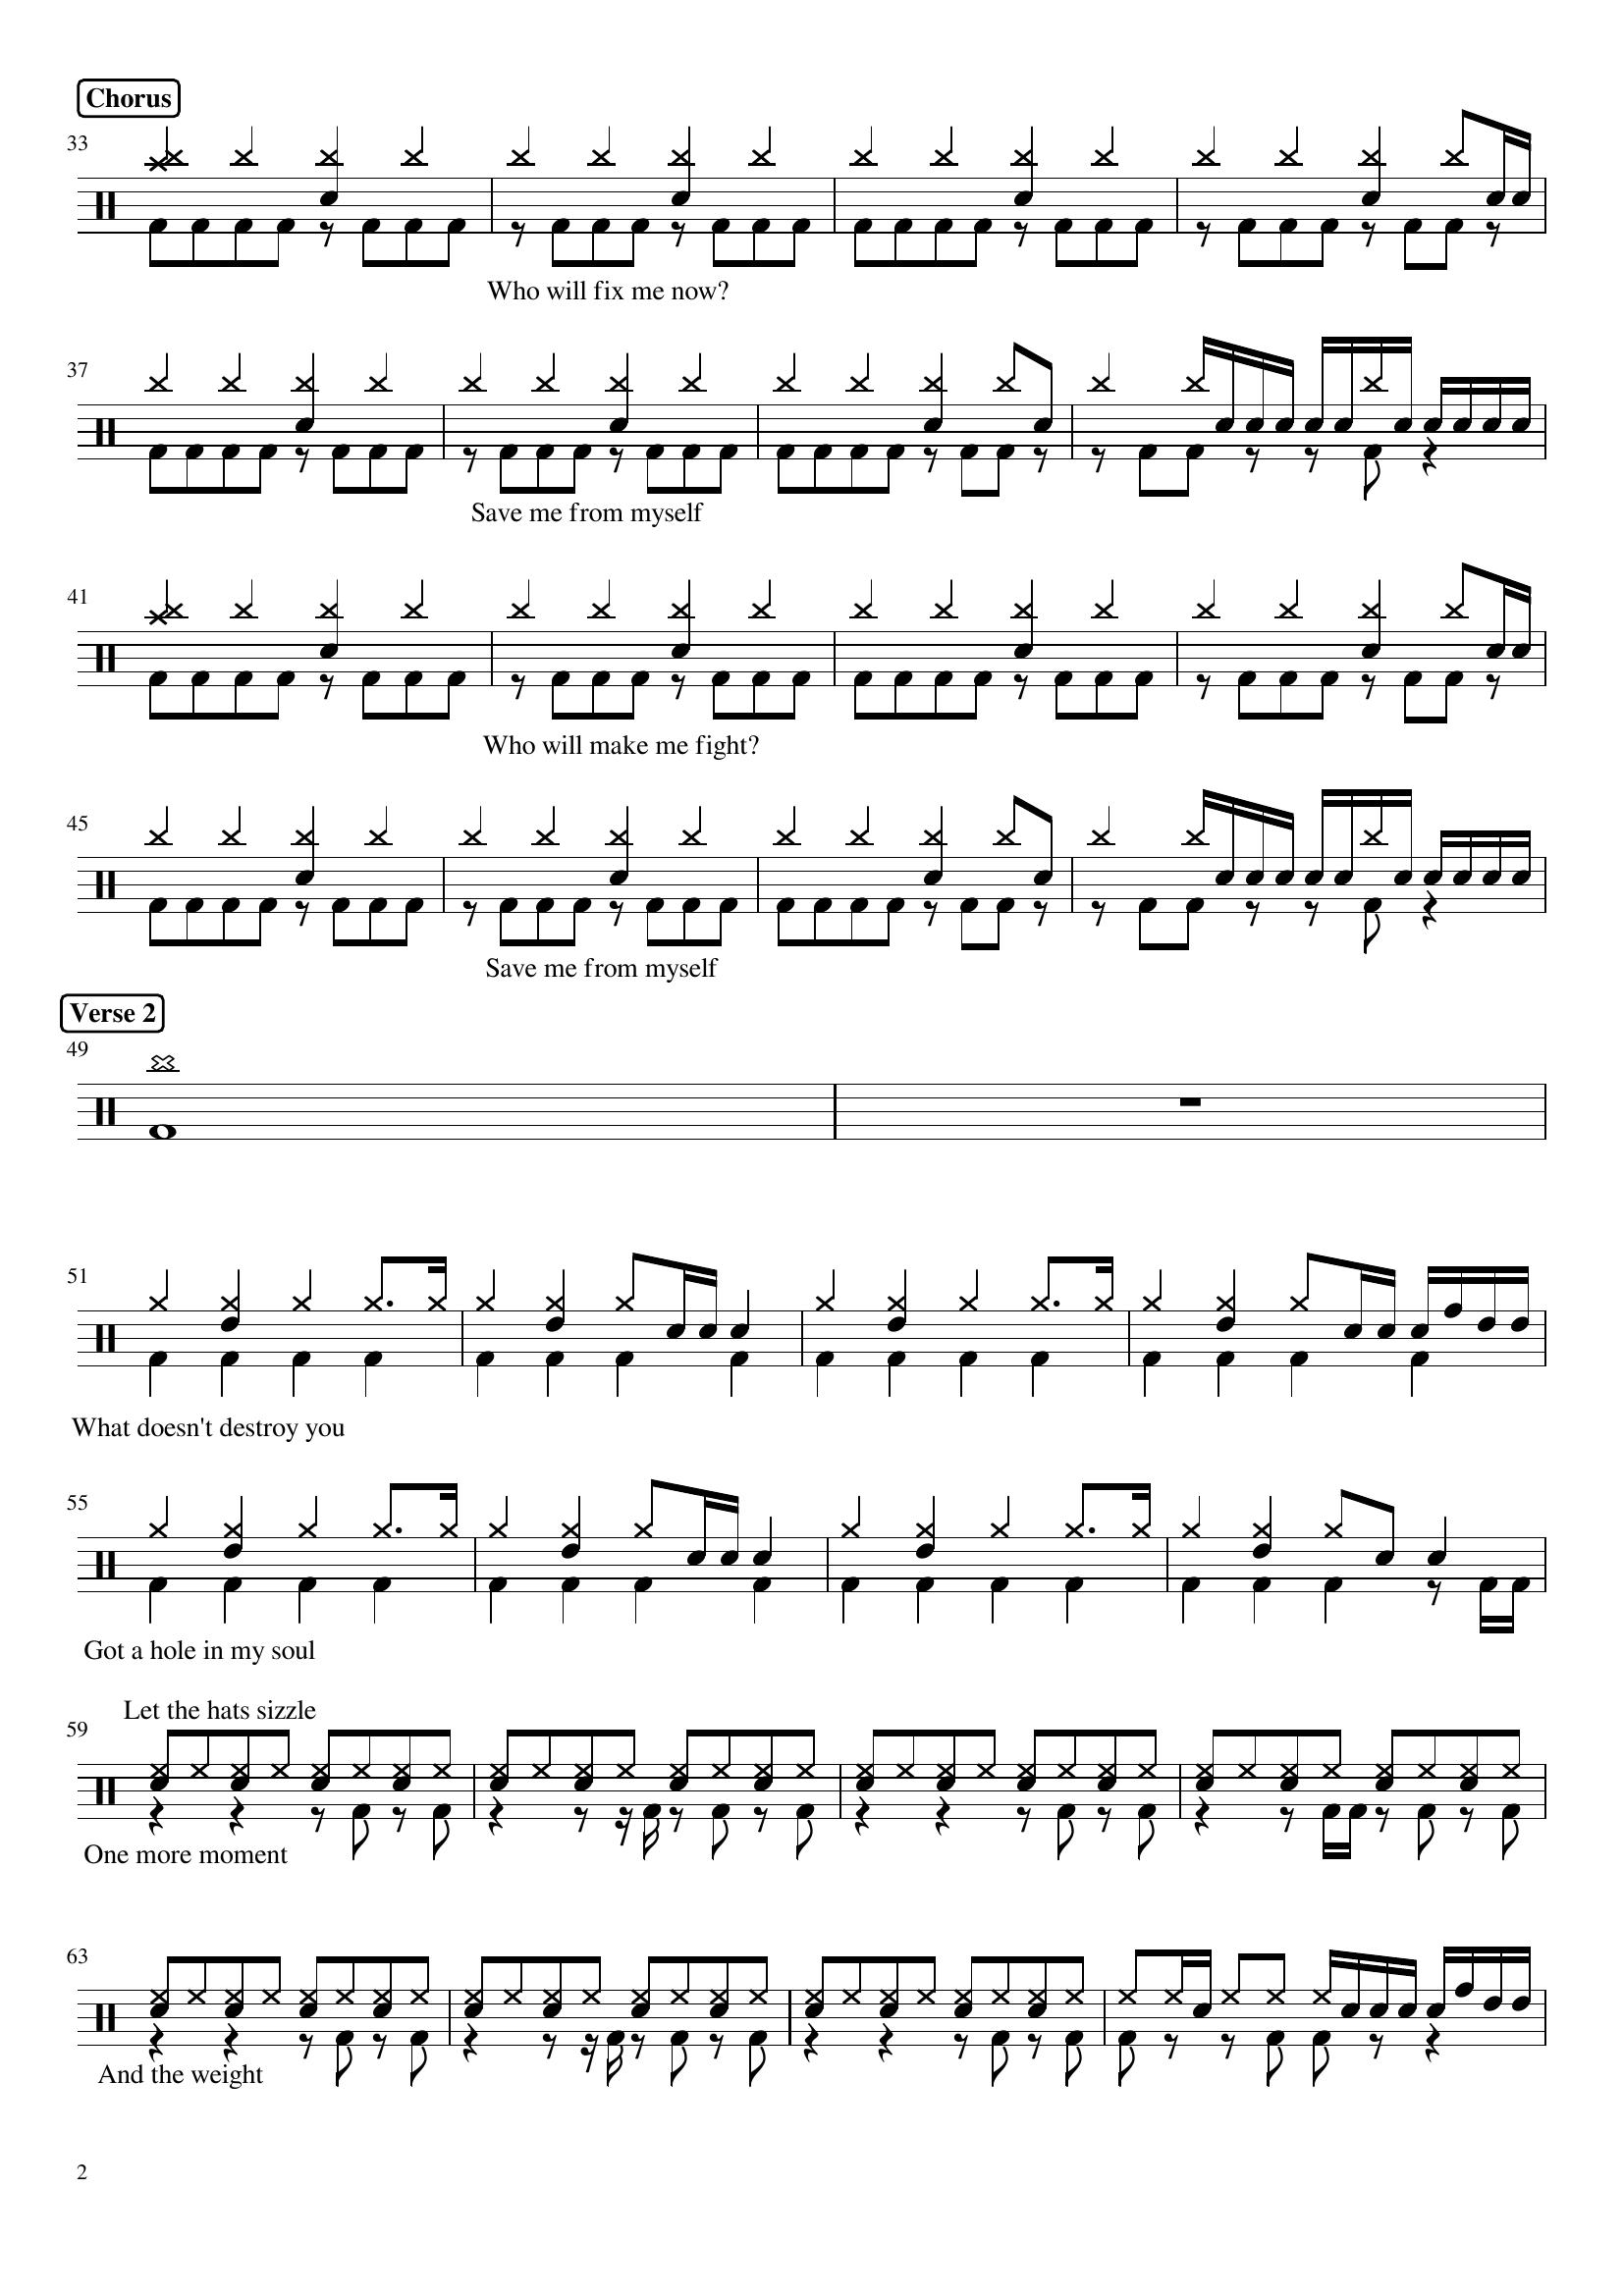 Chorus
33
Who will fix me now?
37
Save me from myself
41
Who will make me fight?
45
Save me from myself
Verse 2
49
51
What doesn't destroy you
55
Got a hole in my soul
Let the hats sizzle
59
One more moment
63
And the weight
2